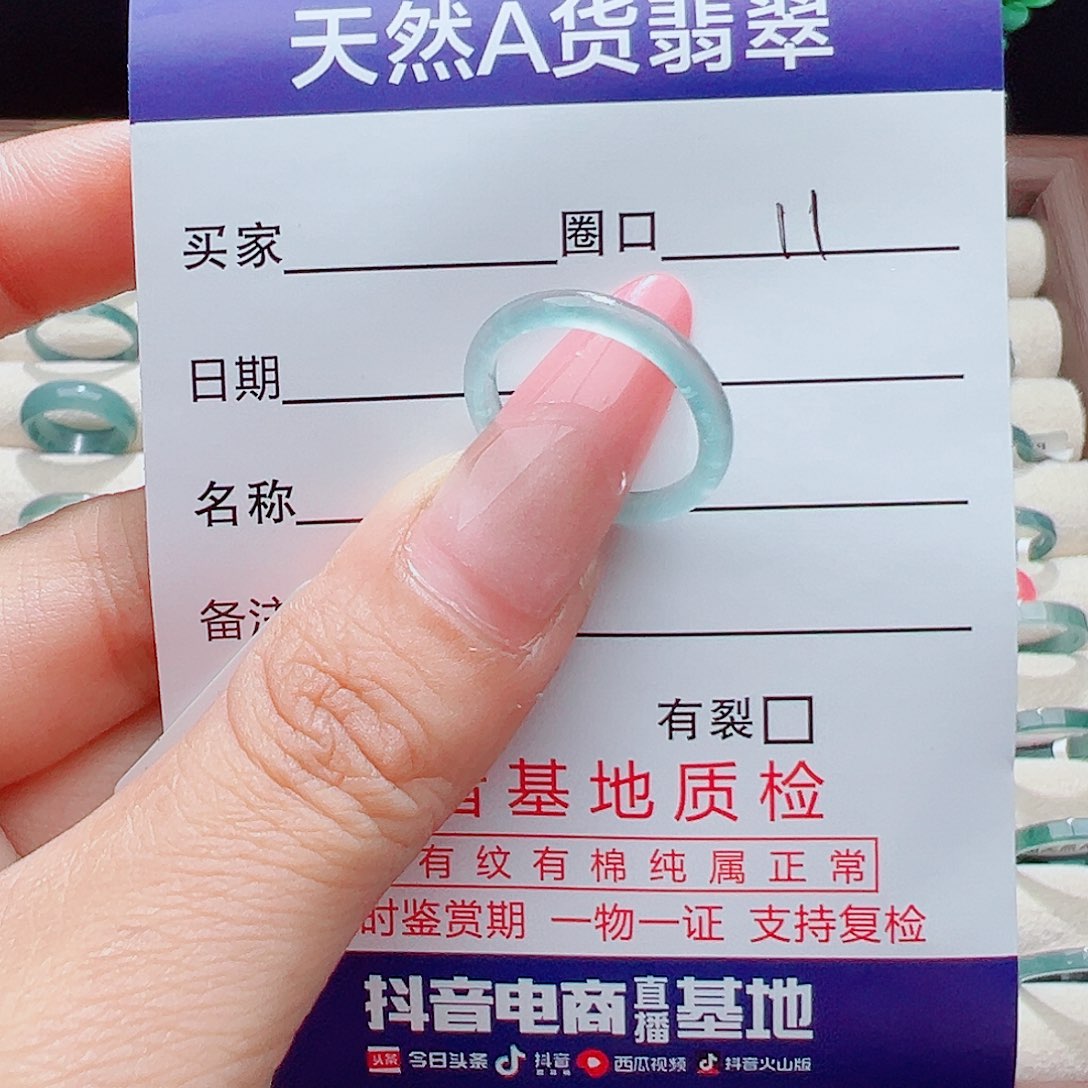 天然A货翡翠
买家 圈口 11
日期
名称
备注
有裂
基地质检
有纹有棉纯属正常
时鉴赏期 一物一证 支持复检
抖音电商直播基地
头条 今日头条 抖音 西瓜视频 抖音火山版